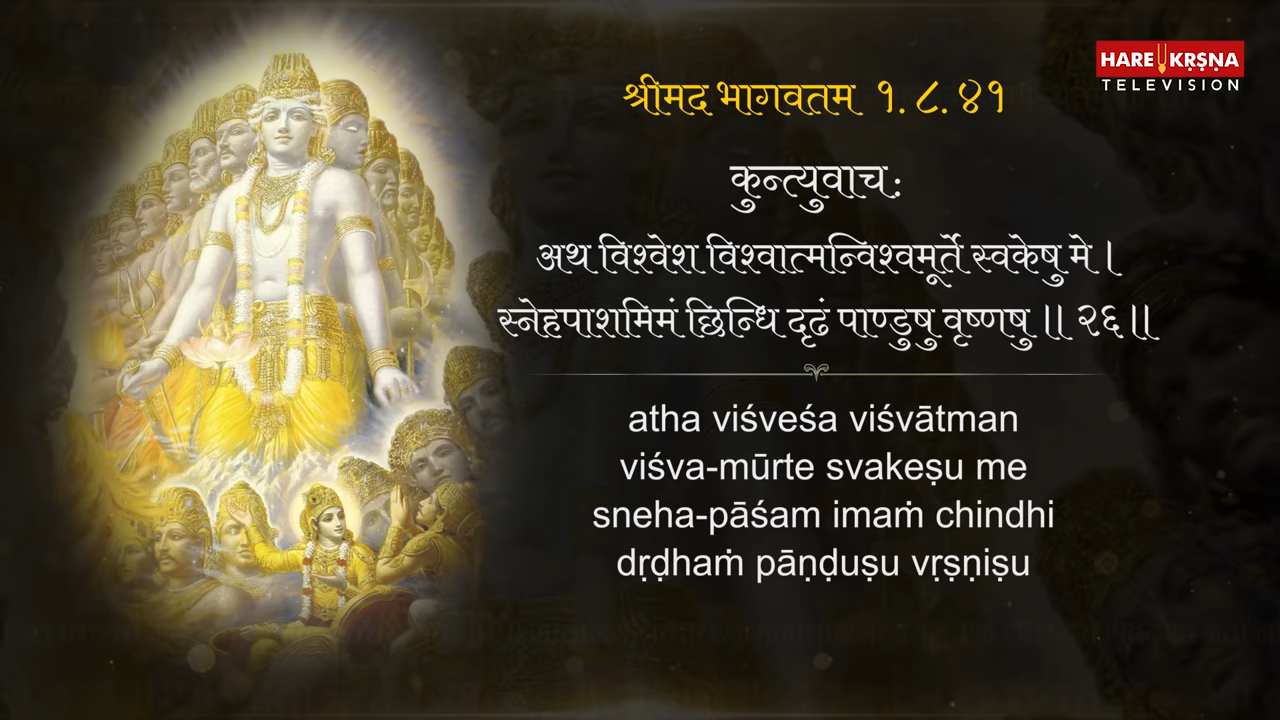 HARE KṚṢṆA
TELEVISION
श्रीमद भागवतम १.८.४१
कुन्त्युवाच:
अथ विश्वेश विश्वात्मन्विश्वमूर्ते स्वकेषु मे ।
स्नेहपाशमिमं छिन्धि दृढं पाण्डुषु वृष्णषु ॥ २६॥
atha viśveśa viśvātman
viśva-mūrte svakeṣu me
sneha-pāśam imaṁ chindhi
dṛḍhaṁ pāṇḍuṣu vṛṣṇiṣu